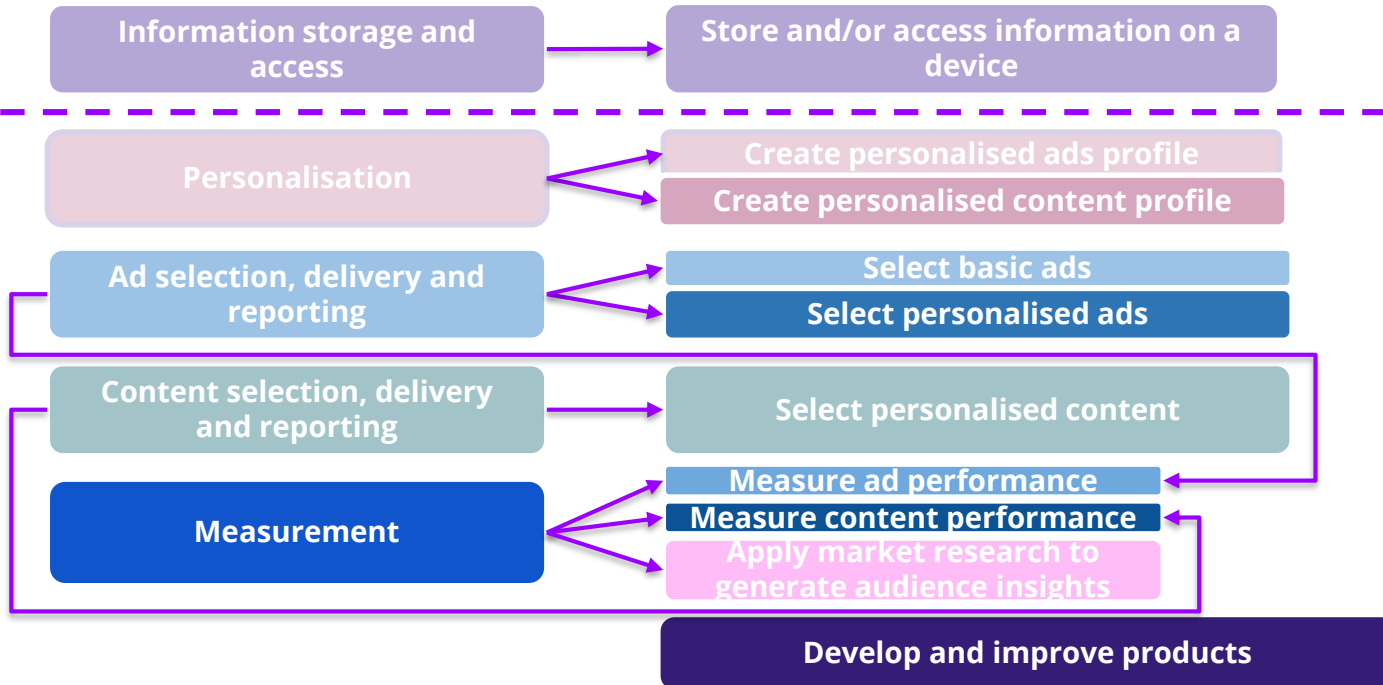 Information storage and
access
Store and/or access information on a
device
Personalisation
Create personalised ads profile
Create personalised content profile
Ad selection, delivery and
reporting
Select basic ads
Select personalised ads
Content selection, delivery
and reporting
Select personalised content
Measurement
Measure ad performance
Measure content performance
Apply market research to
generate audience insights
Develop and improve products